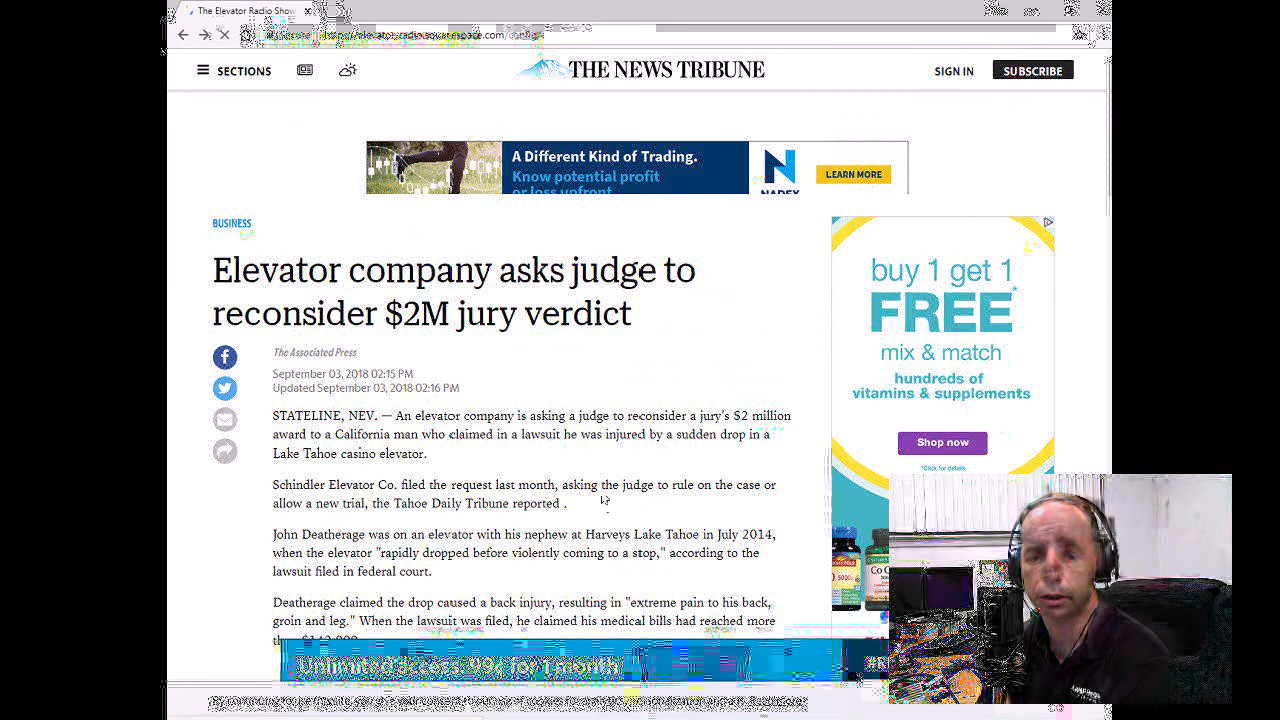 The Elevator Radio Show
SECTIONS
THE NEWS TRIBUNE
SIGN IN
SUBSCRIBE
A Different Kind of Trading.
Know potential profit
or loss upfront
NADEX
LEARN MORE
BUSINESS
Elevator company asks judge to
reconsider $2M jury verdict
The Associated Press
September 03, 2018 02:15 PM
Updated September 03, 2018 02:16 PM
STATELINE, NEV. — An elevator company is asking a judge to reconsider a jury's $2 million
award to a California man who claimed in a lawsuit he was injured by a sudden drop in a
Lake Tahoe casino elevator.
Schindler Elevator Co. filed the request last month, asking the judge to rule on the case or
allow a new trial, the Tahoe Daily Tribune reported .
John Deatherage was on an elevator with his nephew at Harveys Lake Tahoe in July 2014,
when the elevator "rapidly dropped before violently coming to a stop," according to the
lawsuit filed in federal court.
Deatherage claimed the drop caused a back injury, resulting in "extreme pain to his back,
groin and leg." When the lawsuit was filed, he claimed his medical bills had reached more
buy 1 get 1
FREE*
mix & match
hundreds of
vitamins & supplements
Shop now
*Click for details